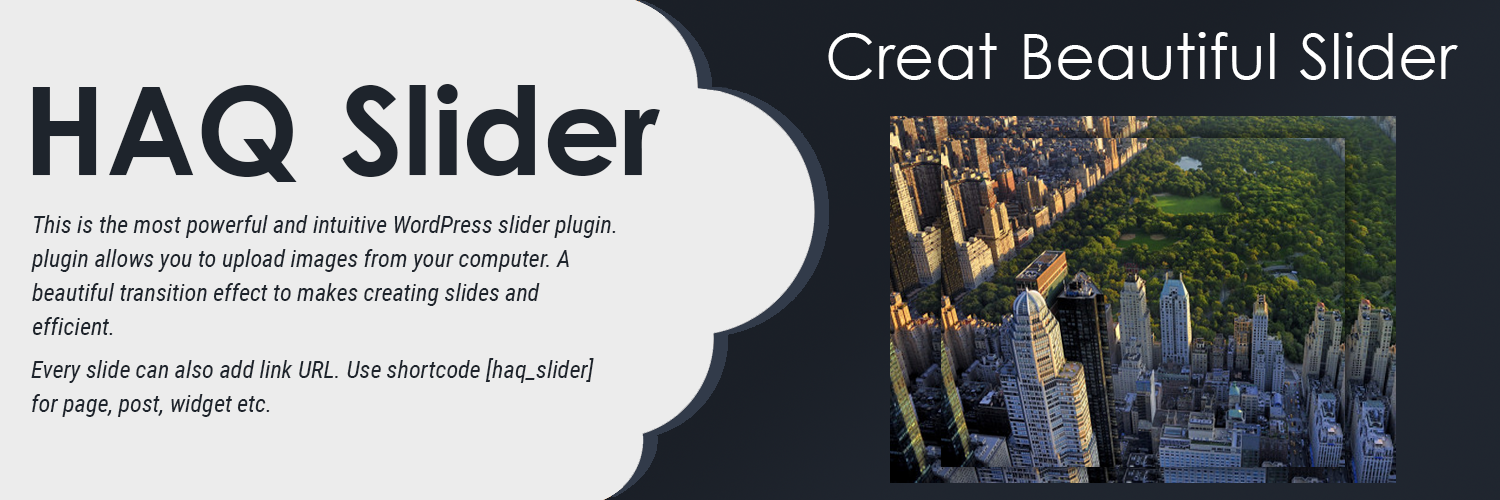 HAQ Slider
This is the most powerful and intuitive WordPress slider plugin.
plugin allows you to upload images from your computer. A
beautiful transition effect to makes creating slides and
efficient.
Every slide can also add link URL. Use shortcode [haq_slider]
for page, post, widget etc.
Creat Beautiful Slider